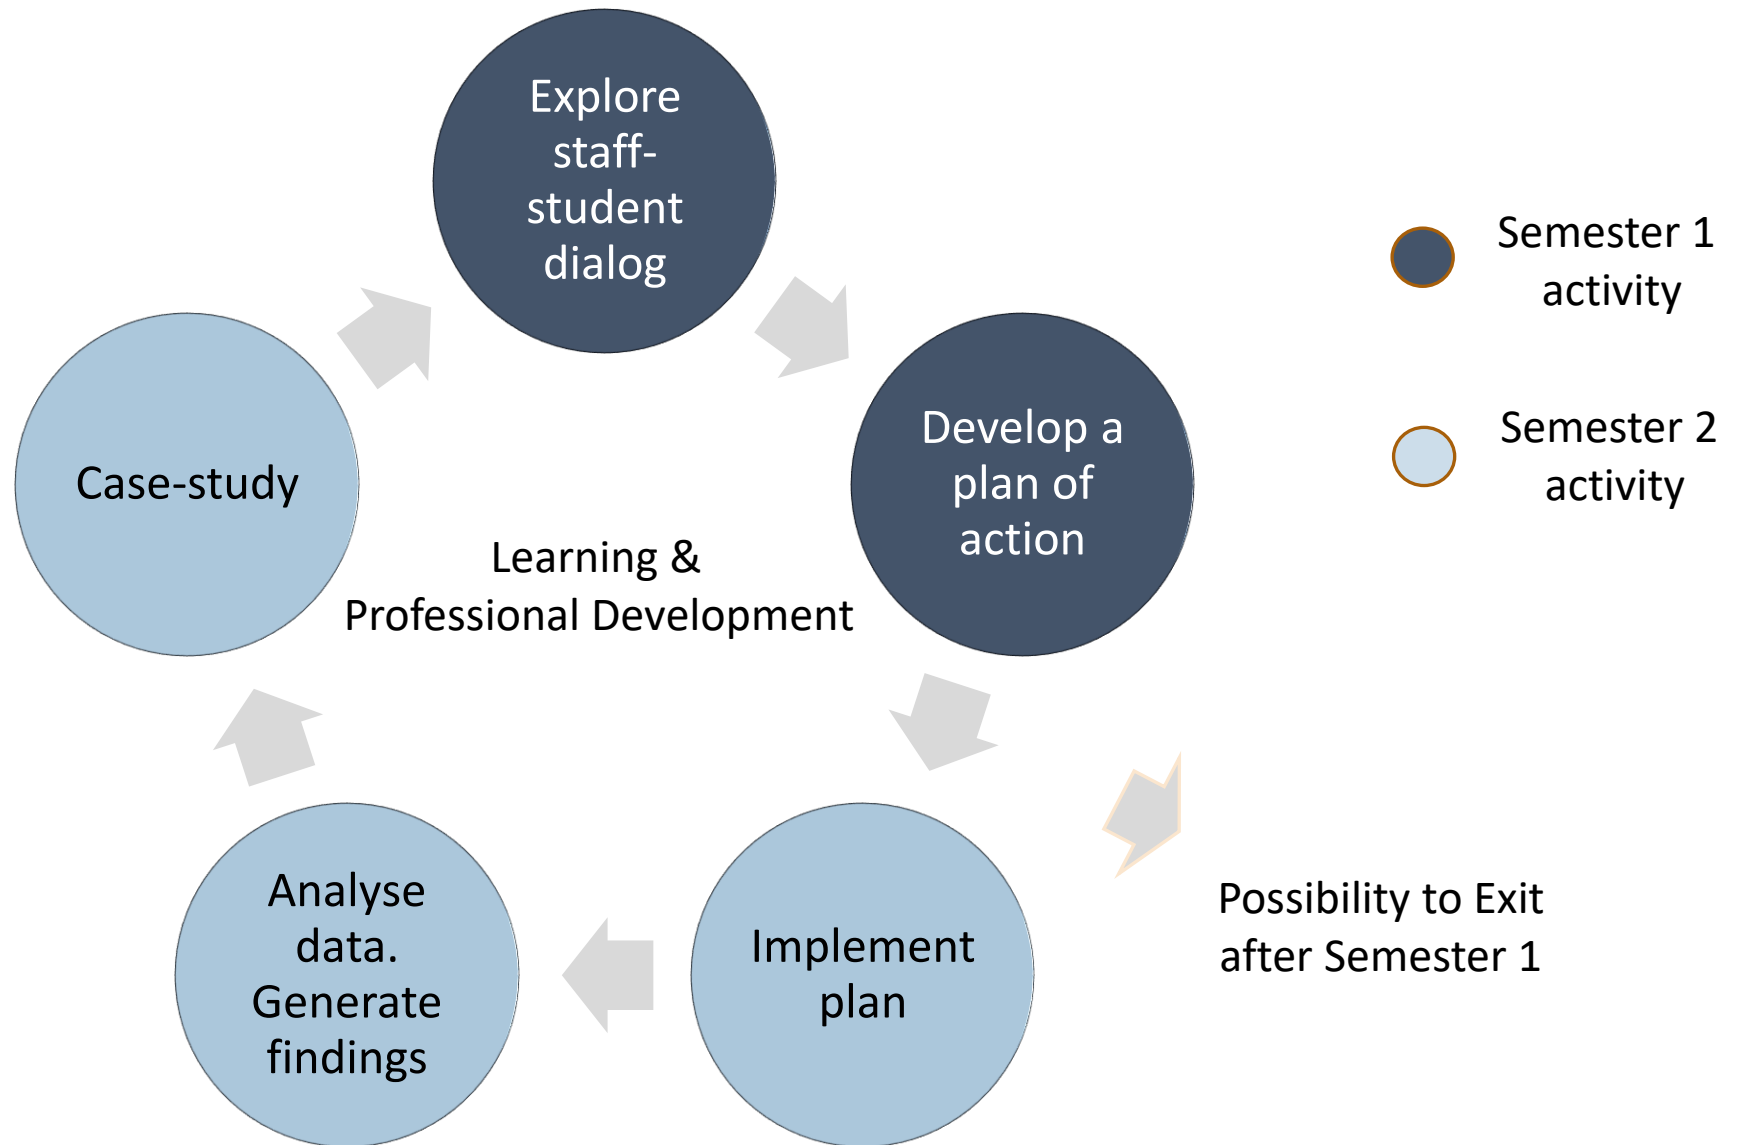 Explore
staff-
student
dialog
Develop a
plan of
action
Implement
plan
Analyse
data.
Generate
findings
Case-study
Learning &
Professional Development
Possibility to Exit
after Semester 1
Semester 1
activity
Semester 2
activity